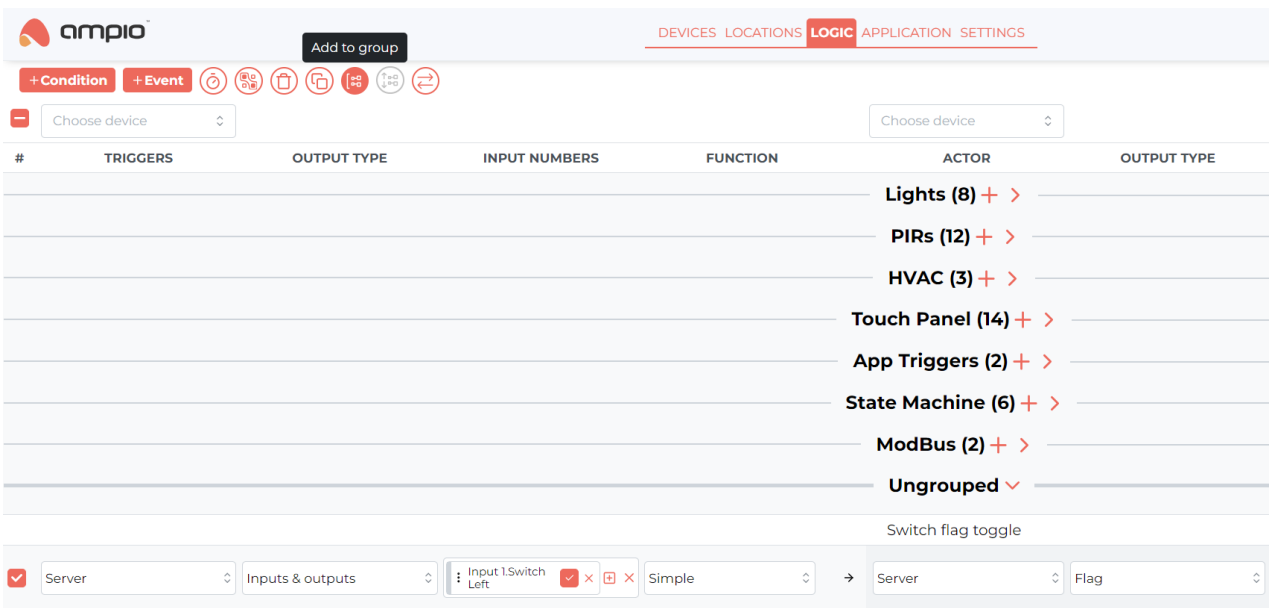 ampio™
DEVICES LOCATIONS LOGIC APPLICATION SETTINGS
Add to group
+Condition +Event
Choose device Choose device
# TRIGGERS OUTPUT TYPE INPUT NUMBERS FUNCTION ACTOR OUTPUT TYPE
Lights (8)
PIRs (12)
HVAC (3)
Touch Panel (14)
App Triggers (2)
State Machine (6)
ModBus (2)
Ungrouped
Switch flag toggle
Server Inputs & outputs Input 1.Switch Left Simple → Server Flag